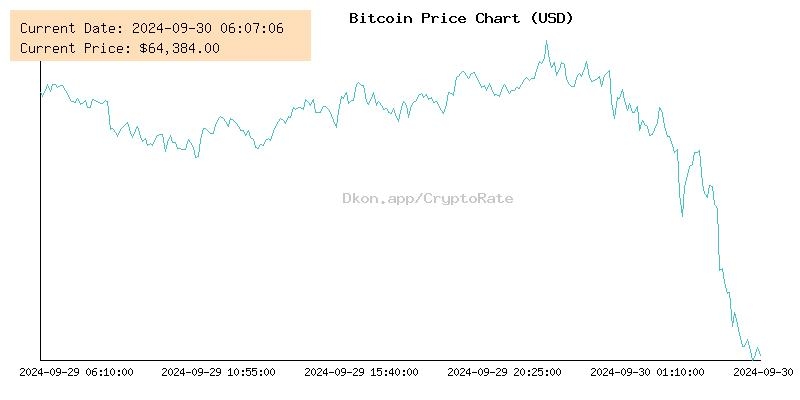 Bitcoin Price Chart (USD)
Current Date: 2024-09-30 06:07:06
Current Price: $64,384.00
Dkon.app/CryptoRate
2024-09-29 06:10:00 2024-09-29 10:55:00 2024-09-29 15:40:00 2024-09-29 20:25:00 2024-09-30 01:10:00 2024-09-30